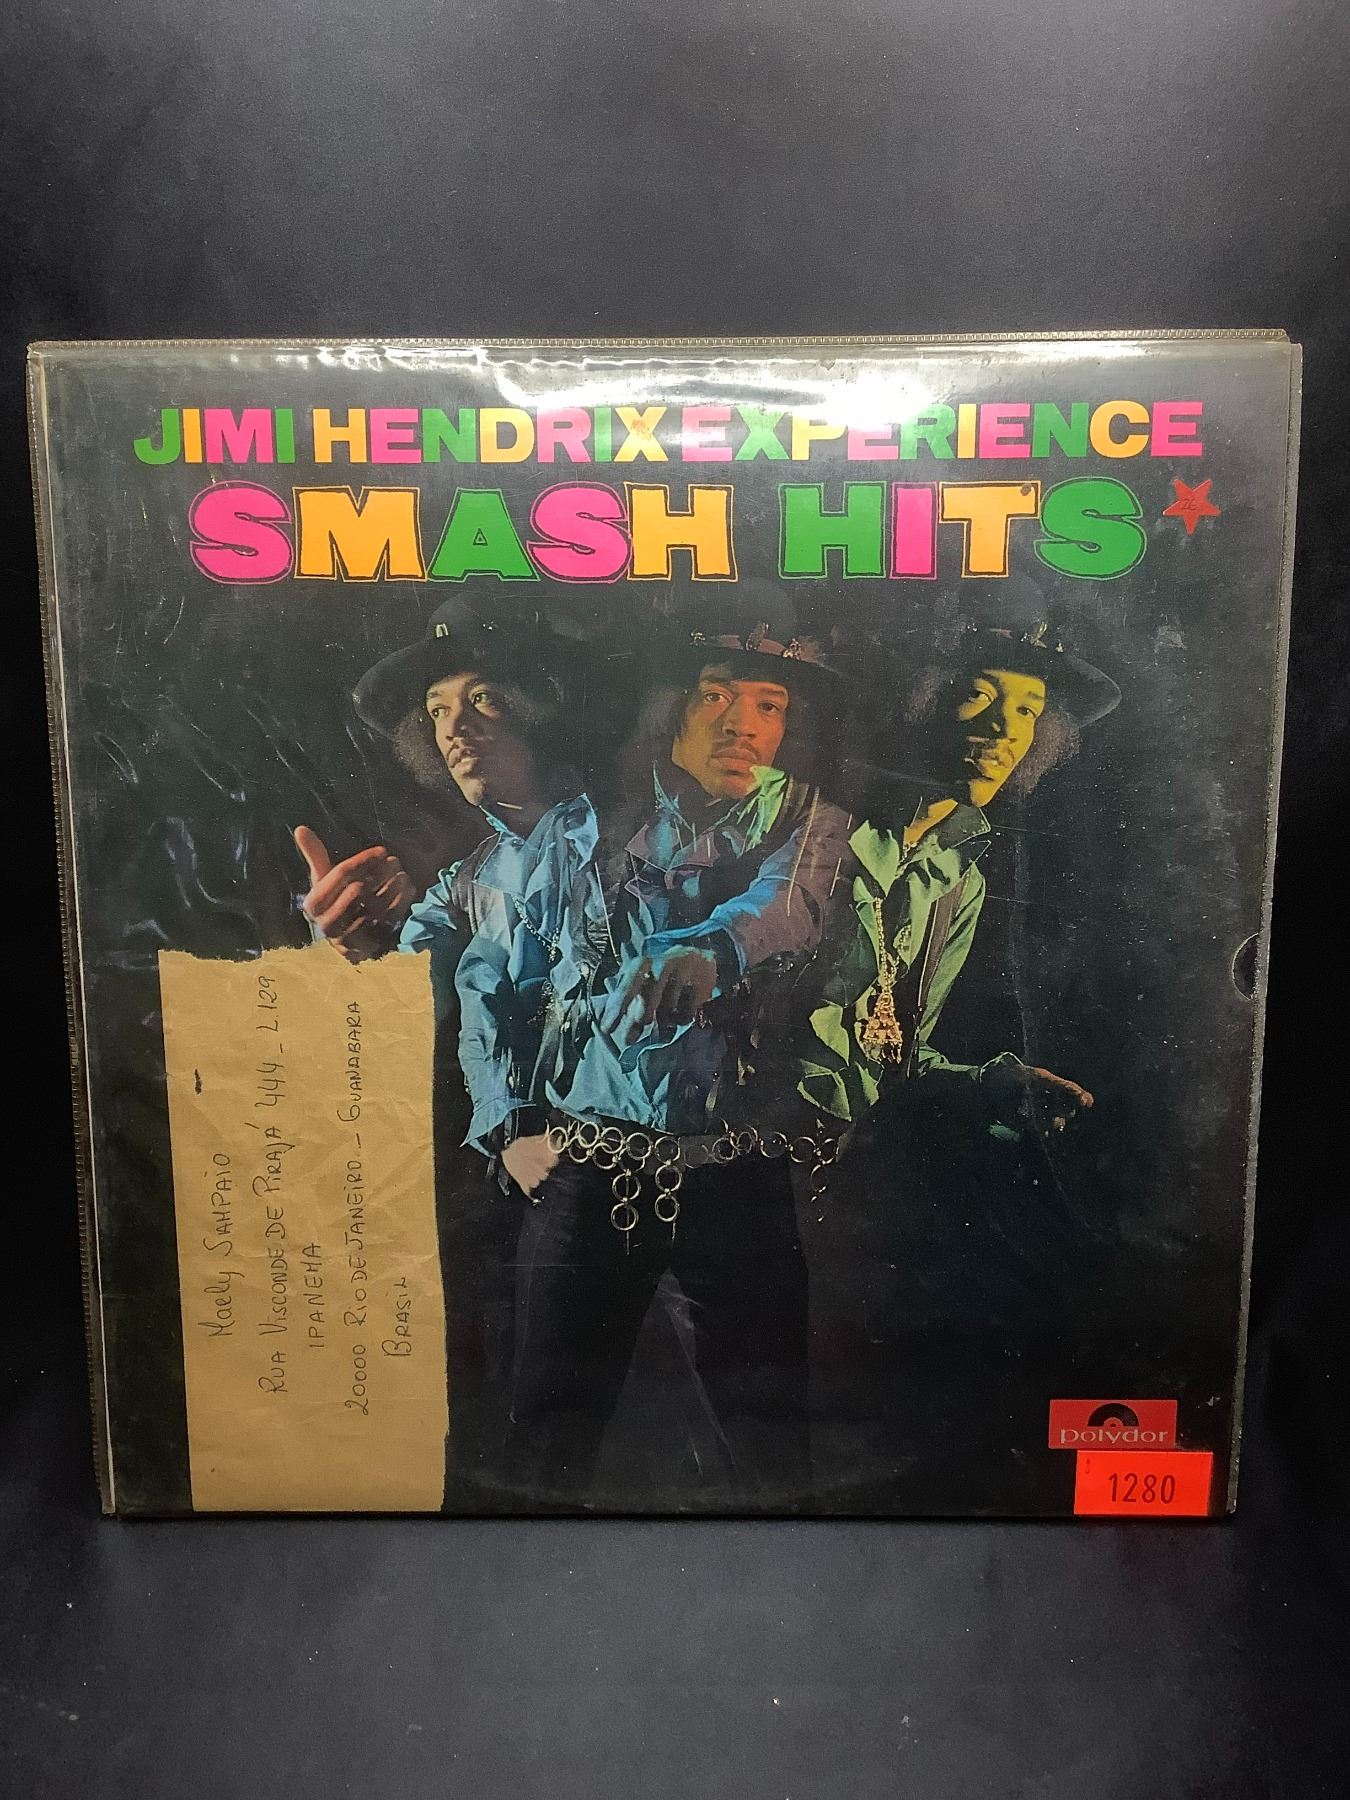 JIMI HENDRIX EXPERIENCE
SMASH HITS
26
Maely SAMPAIO
RUA VISCONDE DE PIRAJÁ 444 - L.129
IPANEMA
20000 RIO DE JANEIRO - GUANABARA
BRASIL
polydor
1280